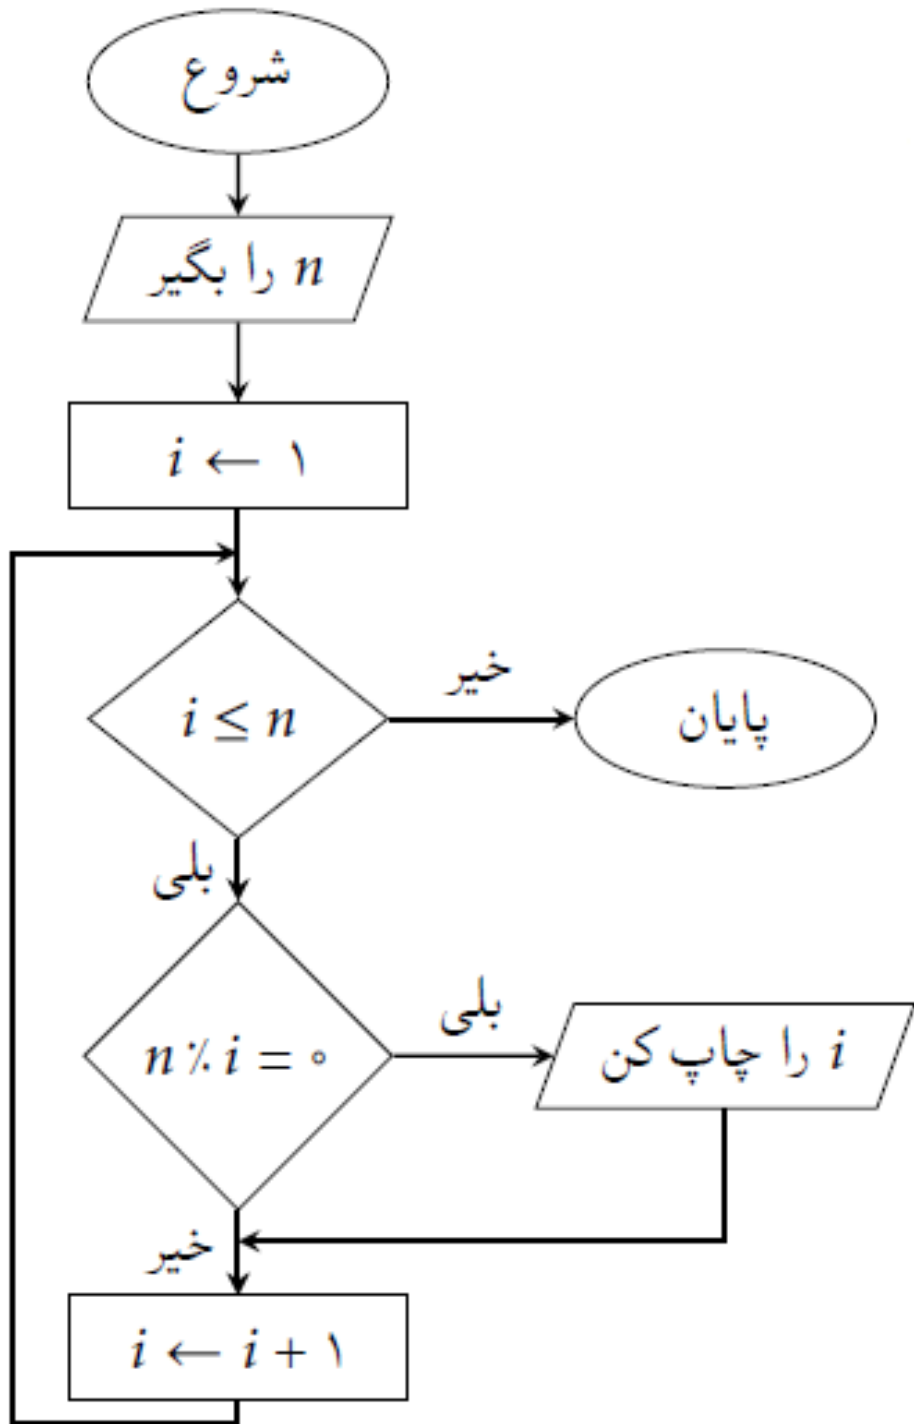 شروع
n را بگیر
i ← ۱
i ≤ n
خیر
پایان
بلی
n ٪ i = ۰
بلی
i را چاپ کن
خیر
i ← i + ۱